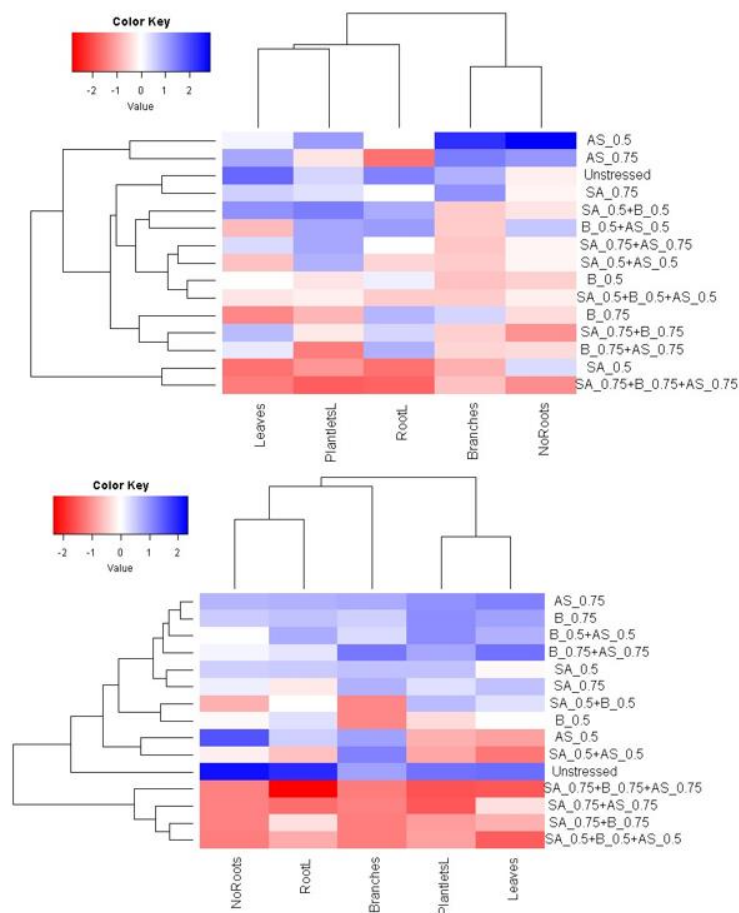 Color Key
-2 -1 0 1 2
Value
AS_0.5
AS_0.75
Unstressed
SA_0.75
SA_0.5+B_0.5
B_0.5+AS_0.5
SA_0.75+AS_0.75
SA_0.5+AS_0.5
B_0.5
SA_0.5+B_0.5+AS_0.5
B_0.75
SA_0.75+B_0.75
B_0.75+AS_0.75
SA_0.5
SA_0.75+B_0.75+AS_0.75
Leaves
PlantletsL
RootL
Branches
NoRoots
Color Key
-2 -1 0 1 2
Value
AS_0.75
B_0.75
B_0.5+AS_0.5
B_0.75+AS_0.75
SA_0.5
SA_0.75
SA_0.5+B_0.5
B_0.5
AS_0.5
SA_0.5+AS_0.5
Unstressed
SA_0.75+B_0.75+AS_0.75
SA_0.75+AS_0.75
SA_0.75+B_0.75
SA_0.5+B_0.5+AS_0.5
NoRoots
RootL
Branches
PlantletsL
Leaves